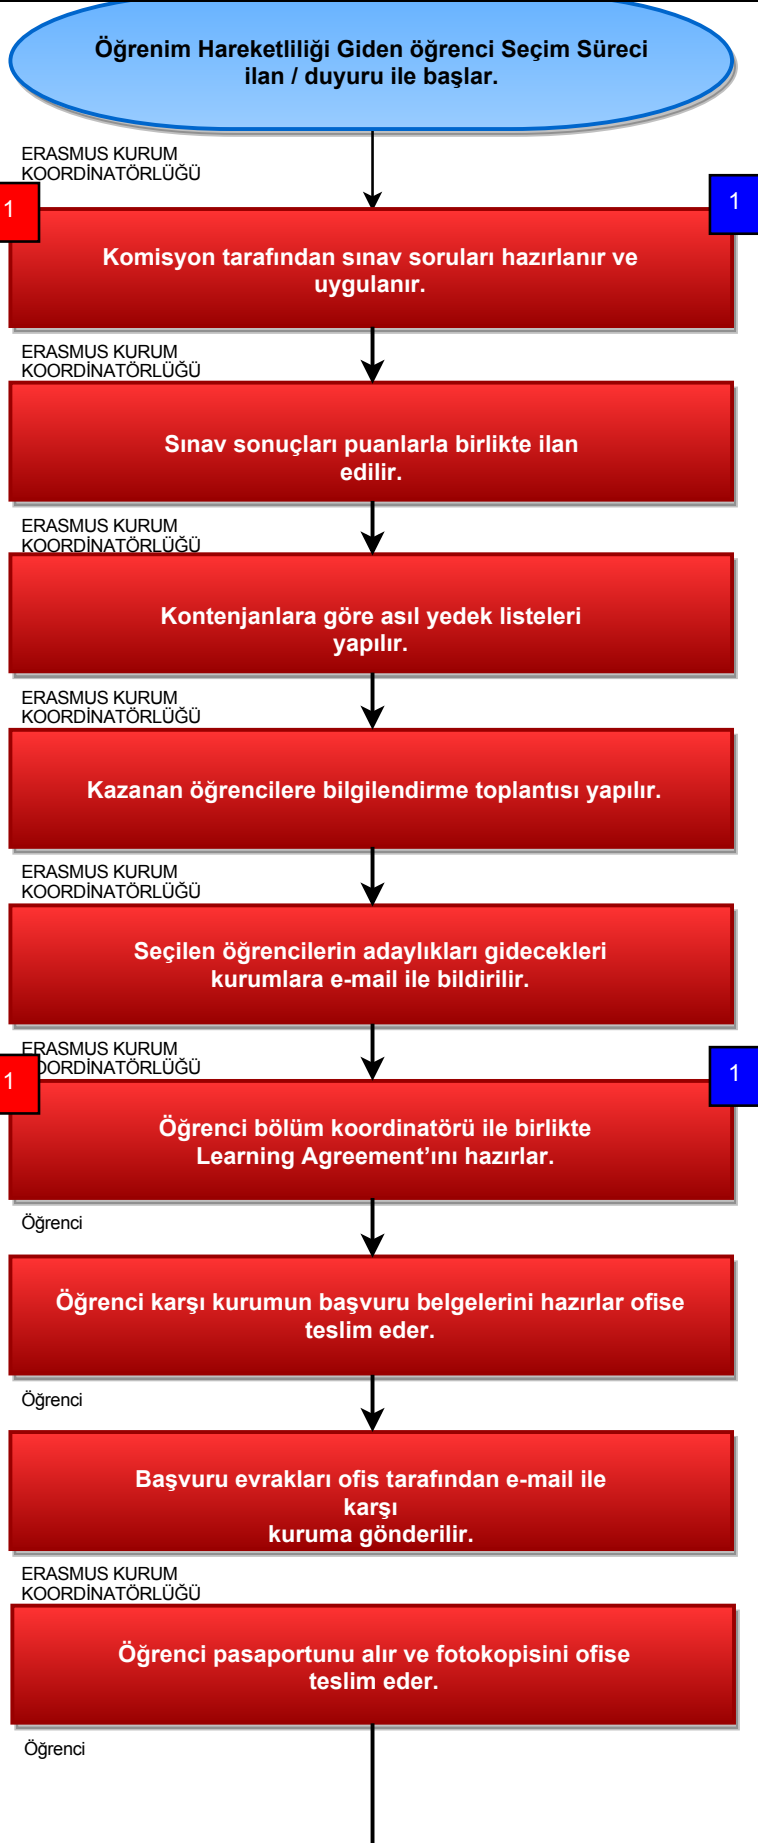 Öğrenim Hareketliliği Giden öğrenci Seçim Süreci
ilan / duyuru ile başlar.
ERASMUS KURUM
KOORDİNATÖRLÜĞÜ
1
1
Komisyon tarafından sınav soruları hazırlanır ve
uygulanır.
ERASMUS KURUM
KOORDİNATÖRLÜĞÜ
Sınav sonuçları puanlarla birlikte ilan
edilir.
ERASMUS KURUM
KOORDİNATÖRLÜĞÜ
Kontenjanlara göre asıl yedek listeleri
yapılır.
ERASMUS KURUM
KOORDİNATÖRLÜĞÜ
Kazanan öğrencilere bilgilendirme toplantısı yapılır.
ERASMUS KURUM
KOORDİNATÖRLÜĞÜ
Seçilen öğrencilerin adaylıkları gidecekleri
kurumlara e-mail ile bildirilir.
ERASMUS KURUM
KOORDİNATÖRLÜĞÜ
1
1
Öğrenci bölüm koordinatörü ile birlikte
Learning Agreement’ını hazırlar.
Öğrenci
Öğrenci karşı kurumun başvuru belgelerini hazırlar ofise
teslim eder.
Öğrenci
Başvuru evrakları ofis tarafından e-mail ile
karşı
kuruma gönderilir.
ERASMUS KURUM
KOORDİNATÖRLÜĞÜ
Öğrenci pasaportunu alır ve fotokopisini ofise
teslim eder.
Öğrenci